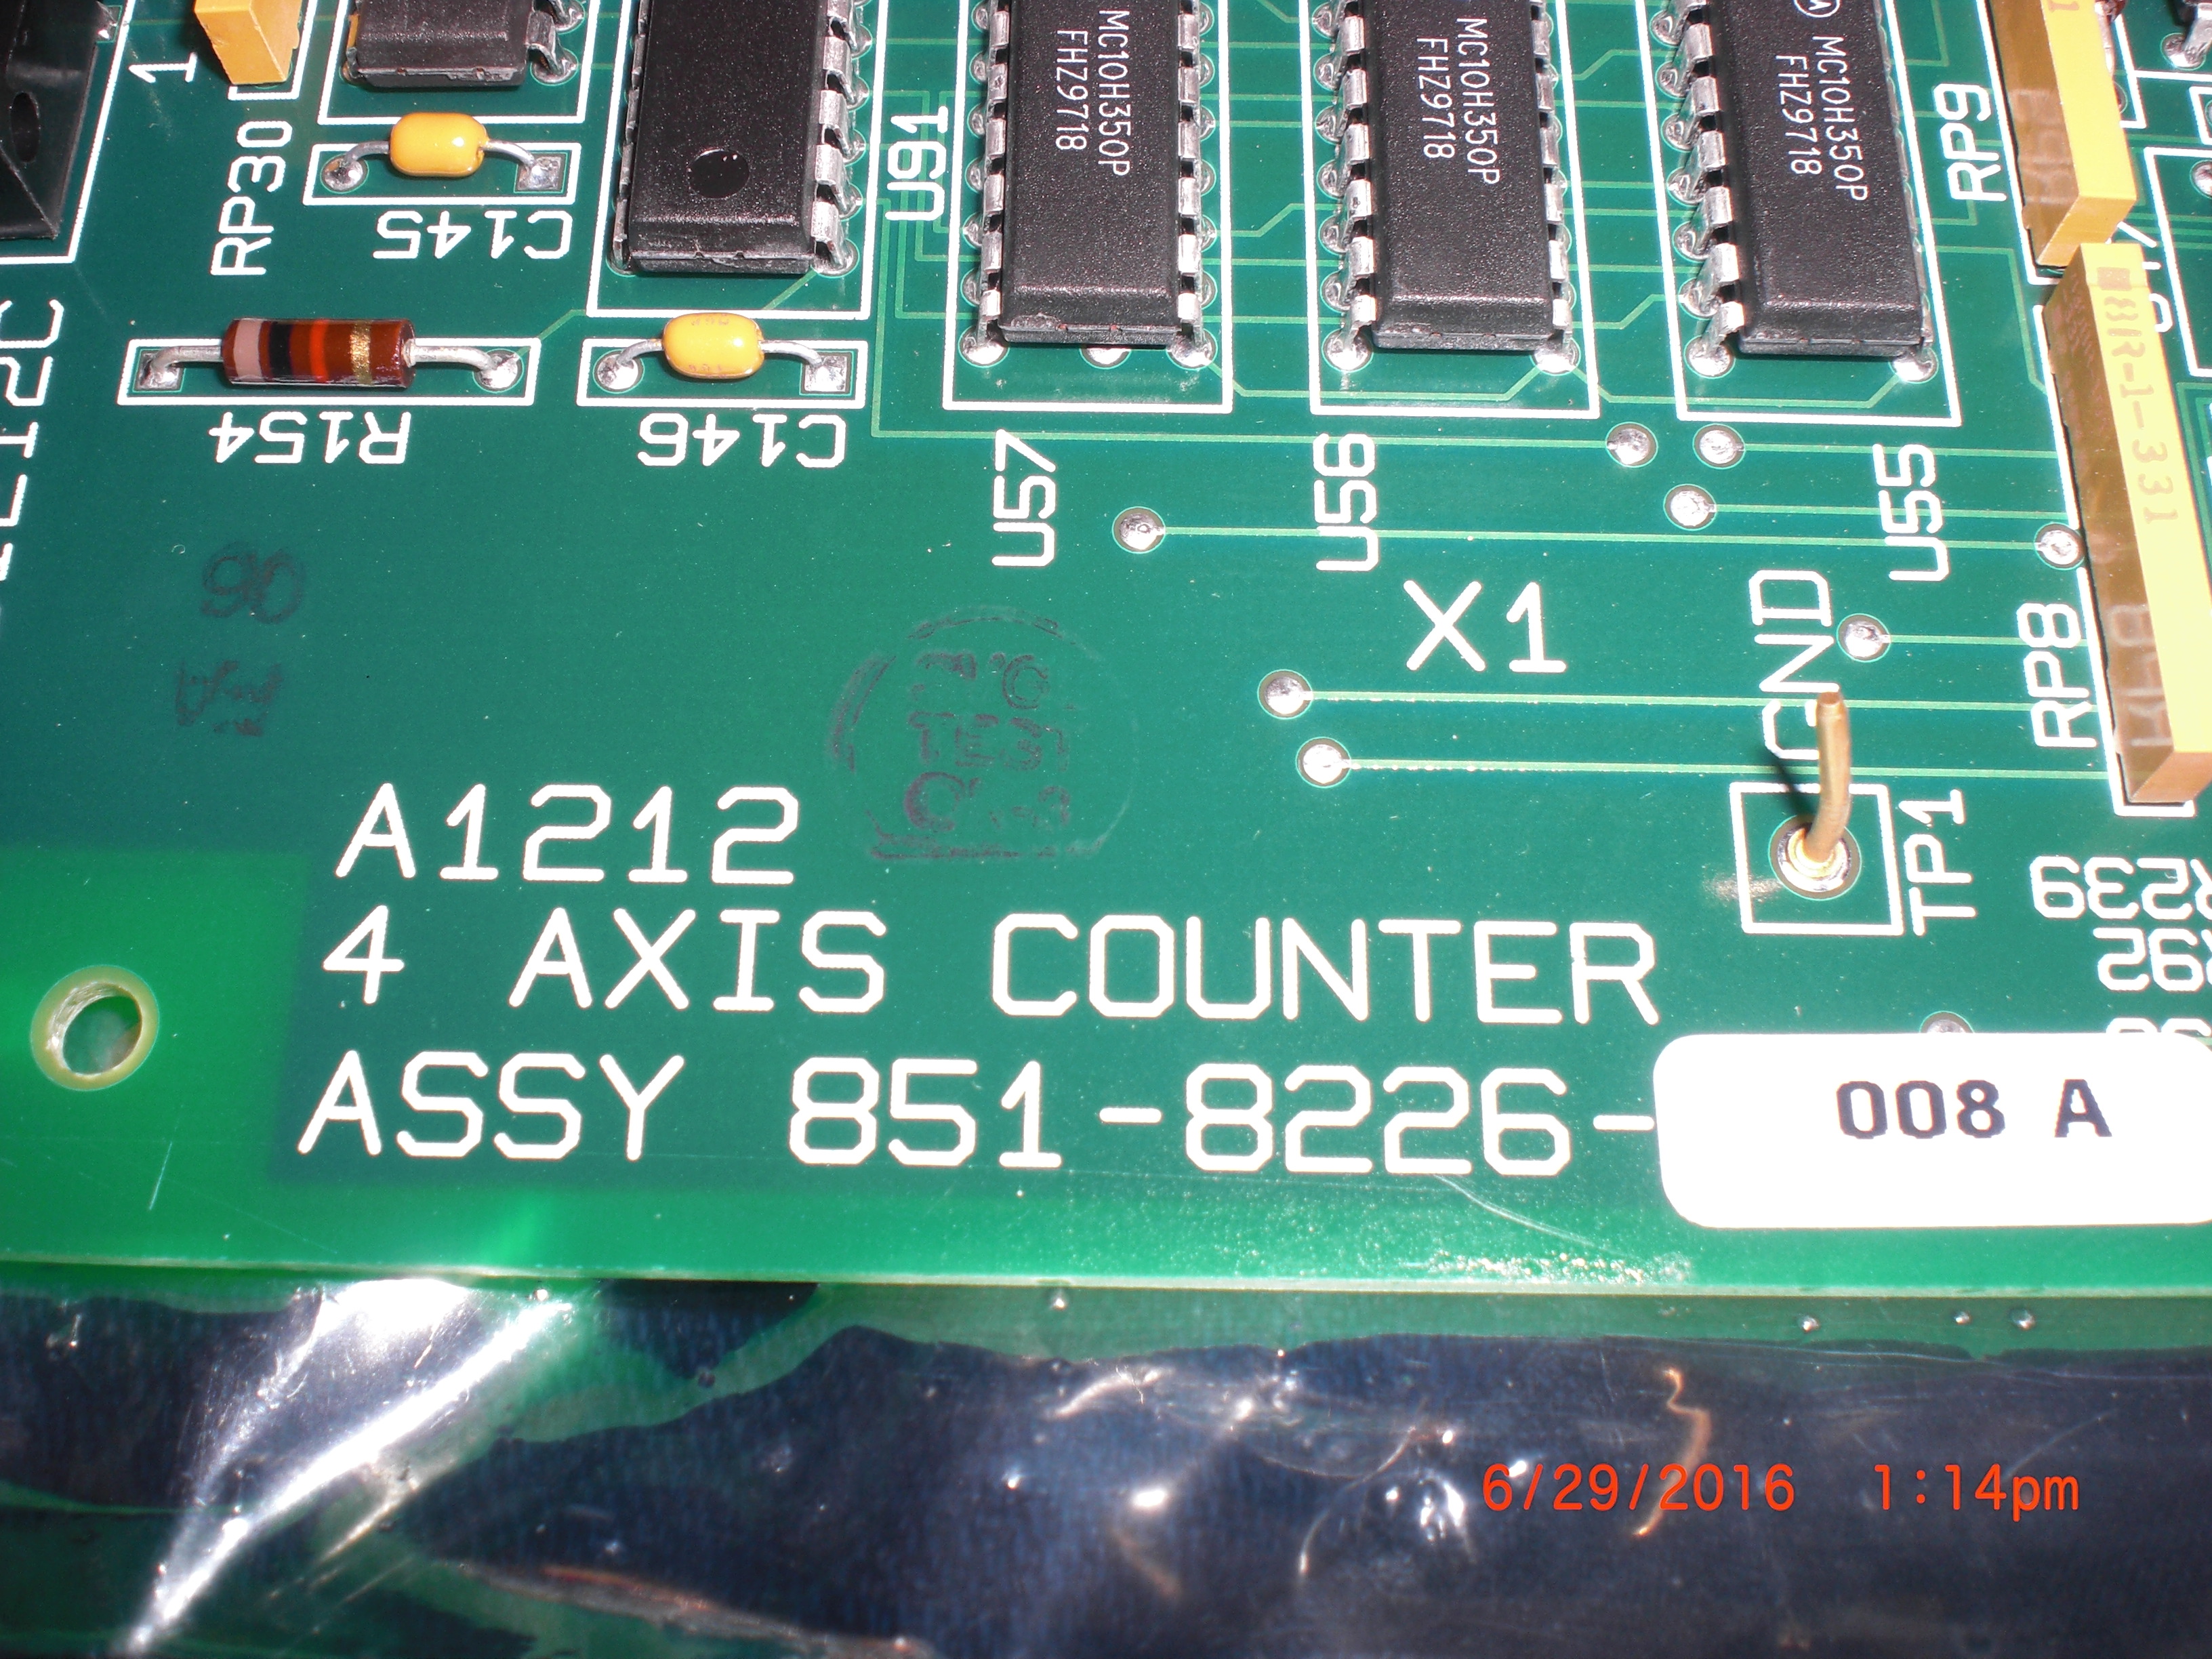 1
RP30
C145
U91
MC10H350P
FHZ9718
MC10H350P
FHZ9718
MC10H350P
FHZ9718
RP9
R154
C146
U57
U56
U55
X1
GND
RP8
TP1
R239
A1212
4 AXIS COUNTER
ASSY 851-8226-
008 A
6/29/2016 1:14pm